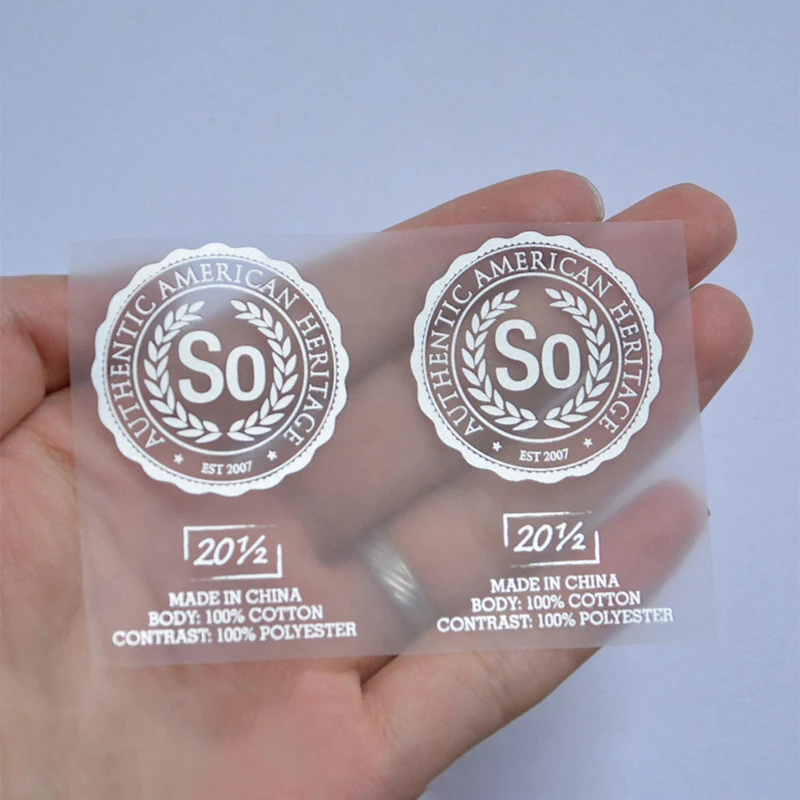 AUTHENTIC AMERICAN HERITAGE
So
EST 2007
20½
MADE IN CHINA
BODY: 100% COTTON
CONTRAST: 100% POLYESTER
AUTHENTIC AMERICAN HERITAGE
So
EST 2007
20½
MADE IN CHINA
BODY: 100% COTTON
CONTRAST: 100% POLYESTER